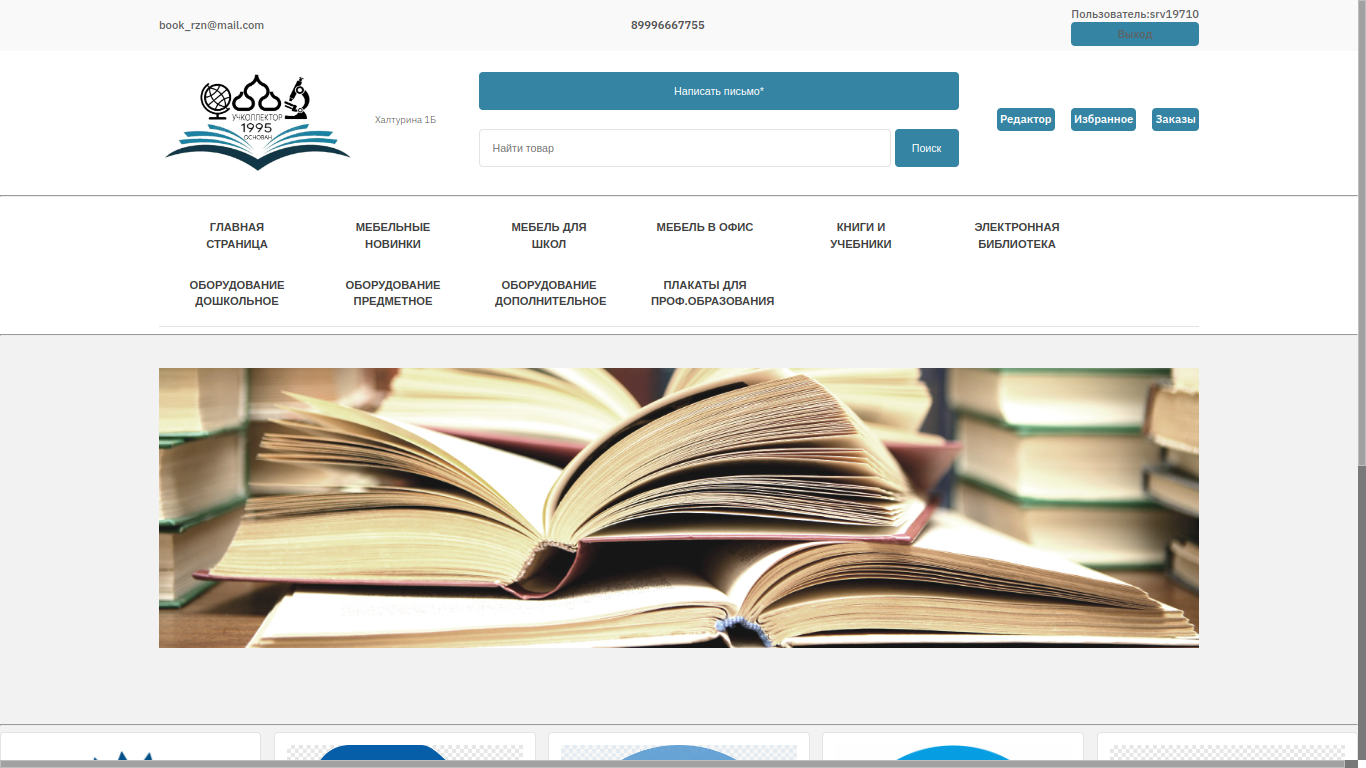 book_rzn@mail.com
89996667755
Пользователь:srv19710
Выход
УЧКОЛЛЕКТОР
1995
ОСНОВАН
Халтурина 1Б
Написать письмо*
Найти товар
Поиск
Редактор
Избранное
Заказы
ГЛАВНАЯ
СТРАНИЦА
МЕБЕЛЬНЫЕ
НОВИНКИ
МЕБЕЛЬ ДЛЯ
ШКОЛ
МЕБЕЛЬ В ОФИС
КНИГИ И
УЧЕБНИКИ
ЭЛЕКТРОННАЯ
БИБЛИОТЕКА
ОБОРУДОВАНИЕ
ДОШКОЛЬНОЕ
ОБОРУДОВАНИЕ
ПРЕДМЕТНОЕ
ОБОРУДОВАНИЕ
ДОПОЛНИТЕЛЬНОЕ
ПЛАКАТЫ ДЛЯ
ПРОФ.ОБРАЗОВАНИЯ